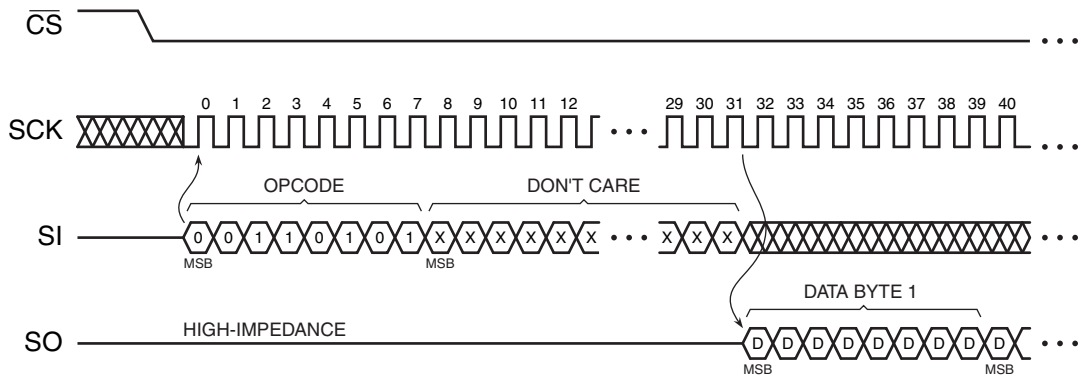 CS
0 1 2 3 4 5 6 7 8 9 10 11 12 29 30 31 32 33 34 35 36 37 38 39 40
SCK
OPCODE DON'T CARE
SI 0 0 1 1 0 1 0 1 X X X X X X X X X
MSB MSB
DATA BYTE 1
HIGH-IMPEDANCE
SO D D D D D D D D D
MSB MSB